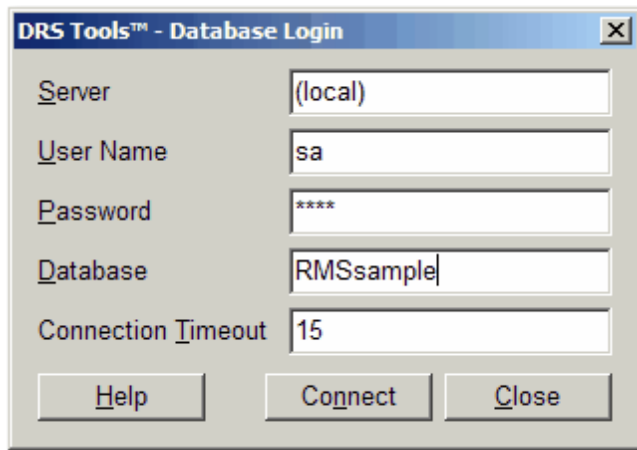 DRS Tools™ - Database Login
Server (local)
User Name sa
Password ****
Database RMSsample
Connection Timeout 15
Help Connect Close